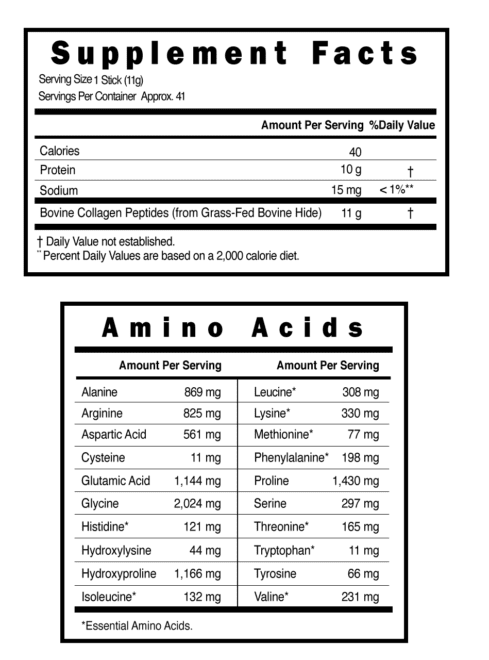 Supplement Facts
Serving Size 1 Stick (11g)
Servings Per Container Approx. 41
Amount Per Serving %Daily Value
Calories 40
Protein 10 g †
Sodium 15 mg < 1%**
Bovine Collagen Peptides (from Grass-Fed Bovine Hide) 11 g †
† Daily Value not established.
** Percent Daily Values are based on a 2,000 calorie diet.
Amino Acids
Amount Per Serving Amount Per Serving
Alanine 869 mg Leucine* 308 mg
Arginine 825 mg Lysine* 330 mg
Aspartic Acid 561 mg Methionine* 77 mg
Cysteine 11 mg Phenylalanine* 198 mg
Glutamic Acid 1,144 mg Proline 1,430 mg
Glycine 2,024 mg Serine 297 mg
Histidine* 121 mg Threonine* 165 mg
Hydroxylysine 44 mg Tryptophan* 11 mg
Hydroxyproline 1,166 mg Tyrosine 66 mg
Isoleucine* 132 mg Valine* 231 mg
*Essential Amino Acids.